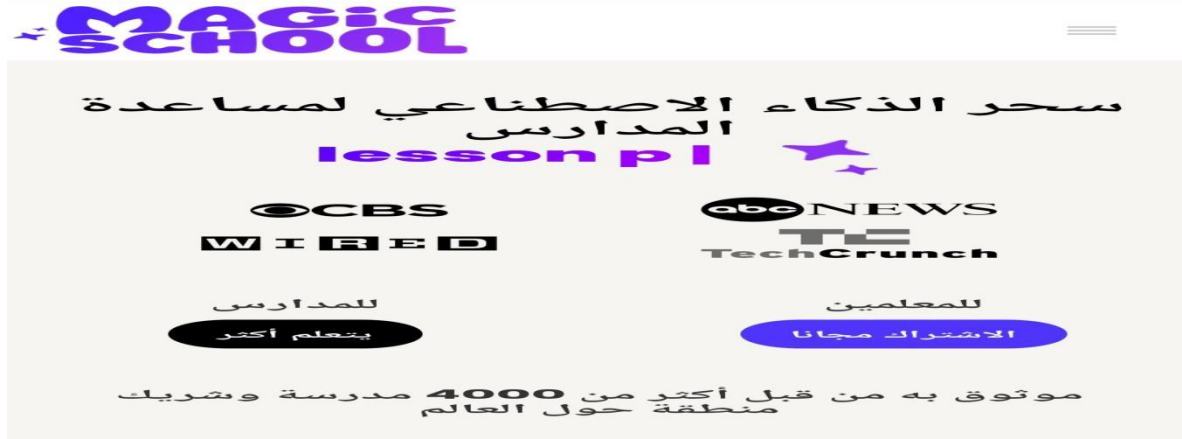 MAGiC
SCHOOL
سحر الذكاء الاصطناعي لمساعدة
المدارس
lesson pl
abc NEWS
CBS
TC
TechCrunch
WIRED
للمعلمين
الاشتراك مجانا
للمدارس
يتعلم أكثر
موثوق به من قبل أكثر من 4000 مدرسة وشريك
منطقة حول العالم